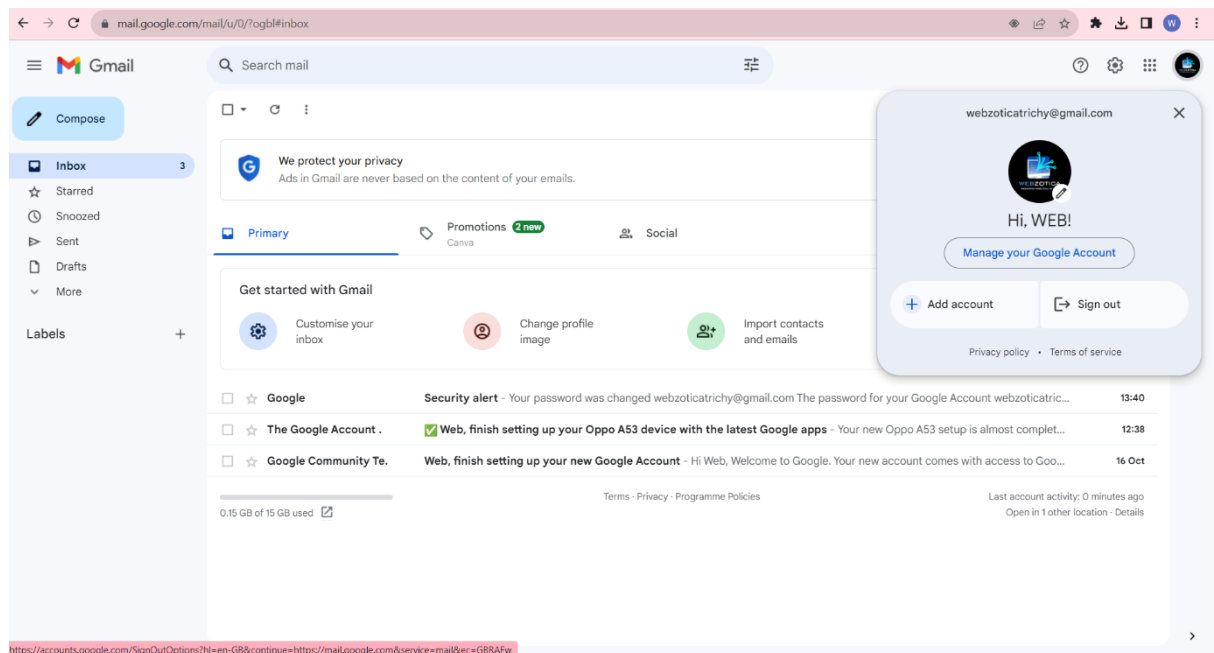 mail.google.com/mail/u/0/?ogbl#inbox
W
Gmail
Search mail
Compose
Inbox 3
Starred
Snoozed
Sent
Drafts
More
Labels
We protect your privacy
Ads in Gmail are never based on the content of your emails.
Primary
Promotions 2 new
Canva
Social
Get started with Gmail
Customise your
inbox
Change profile
image
Import contacts
and emails
webzoticatrichy@gmail.com
WEBZOTICA
Hi, WEB!
Manage your Google Account
Add account
Sign out
Privacy policy • Terms of service
Google Security alert - Your password was changed webzoticatrichy@gmail.com The password for your Google Account webzoticatric... 13:40
The Google Account . ✅ Web, finish setting up your Oppo A53 device with the latest Google apps - Your new Oppo A53 setup is almost complet... 12:38
Google Community Te. Web, finish setting up your new Google Account - Hi Web, Welcome to Google. Your new account comes with access to Goo... 16 Oct
0.15 GB of 15 GB used
Terms · Privacy · Programme Policies
Last account activity: 0 minutes ago
Open in 1 other location · Details
https://accounts.google.com/SignOutOptions?hl=en-GB&continue=https://mail.google.com&service=mail&ec=GBRAFw